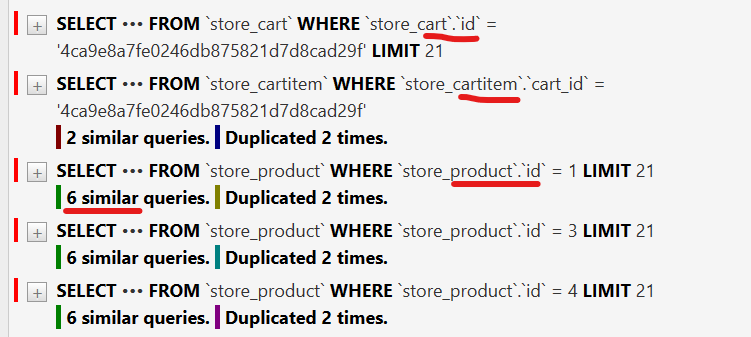 + SELECT ••• FROM `store_cart` WHERE `store_cart`.`id` =
'4ca9e8a7fe0246db875821d7d8cad29f' LIMIT 21
+ SELECT ••• FROM `store_cartitem` WHERE `store_cartitem`.`cart_id` =
'4ca9e8a7fe0246db875821d7d8cad29f'
2 similar queries. Duplicated 2 times.
+ SELECT ••• FROM `store_product` WHERE `store_product`.`id` = 1 LIMIT 21
6 similar queries. Duplicated 2 times.
+ SELECT ••• FROM `store_product` WHERE `store_product`.`id` = 3 LIMIT 21
6 similar queries. Duplicated 2 times.
+ SELECT ••• FROM `store_product` WHERE `store_product`.`id` = 4 LIMIT 21
6 similar queries. Duplicated 2 times.